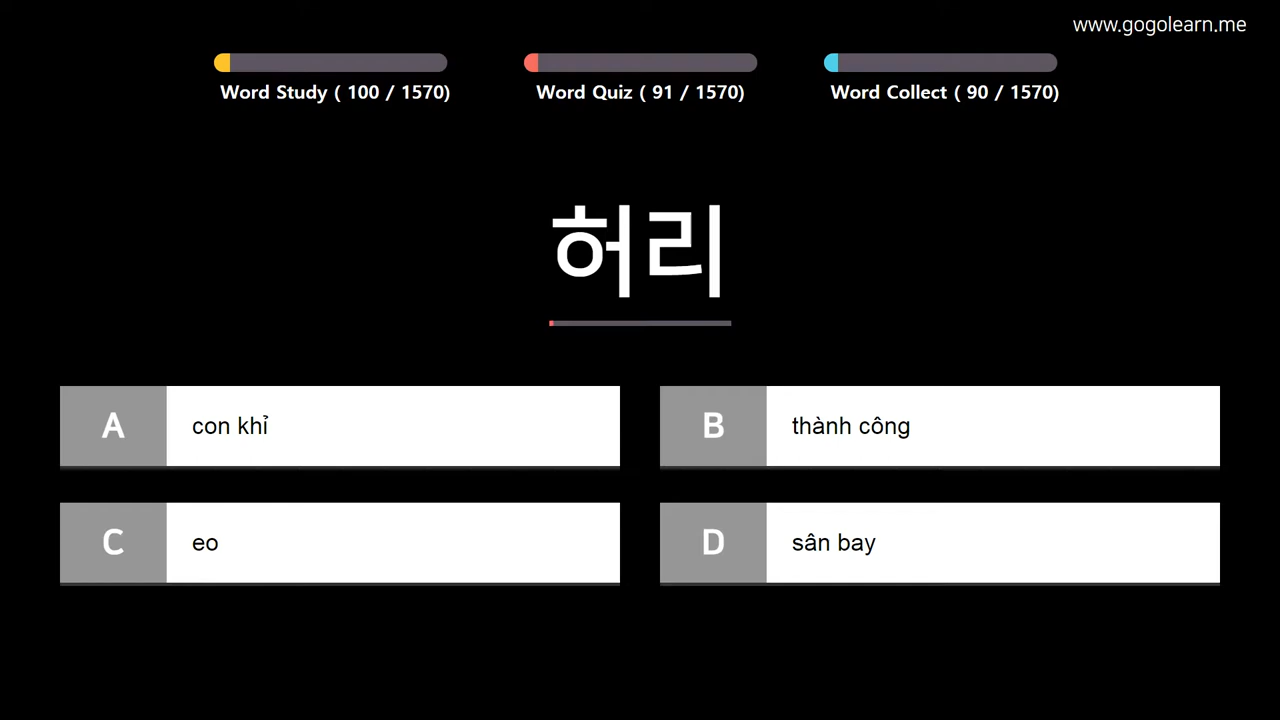 www.gogolearn.me
Word Study ( 100 / 1570)
Word Quiz ( 91 / 1570)
Word Collect ( 90 / 1570)
허리
A con khỉ
B thành công
C eo
D sân bay